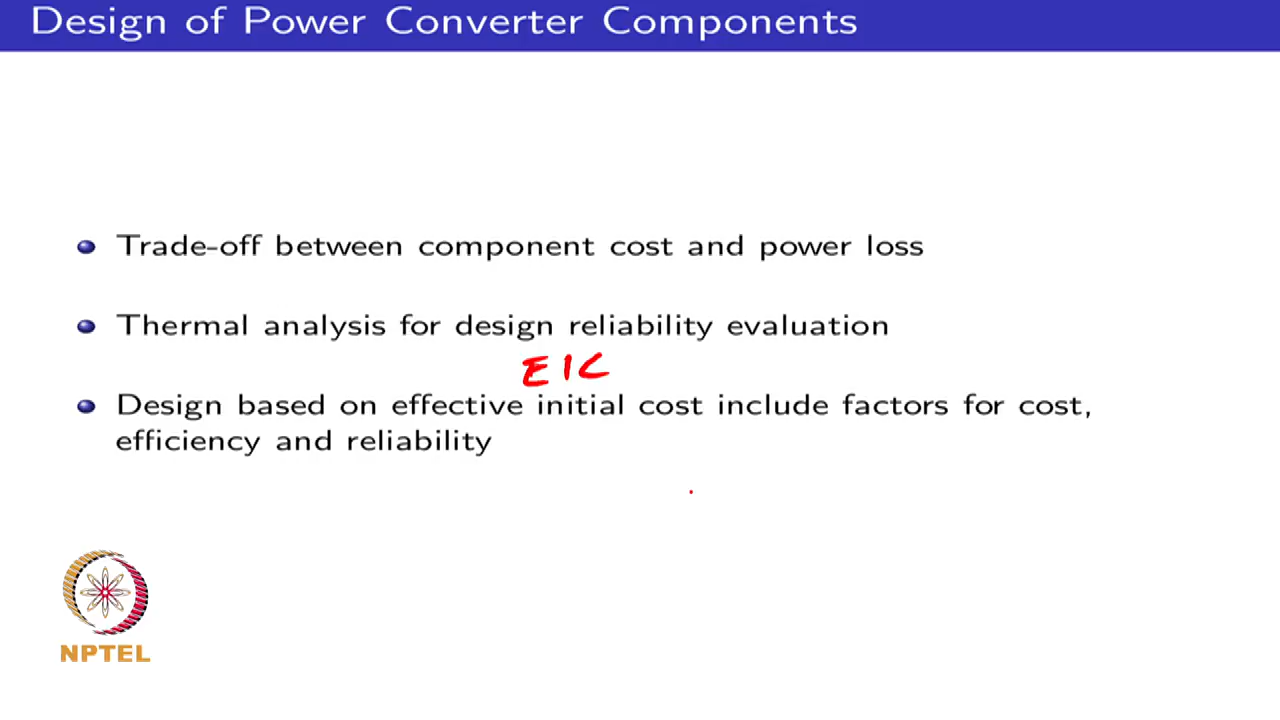 Design of Power Converter Components
Trade-off between component cost and power loss
Thermal analysis for design reliability evaluation
EIC
Design based on effective initial cost include factors for cost,
efficiency and reliability
NPTEL